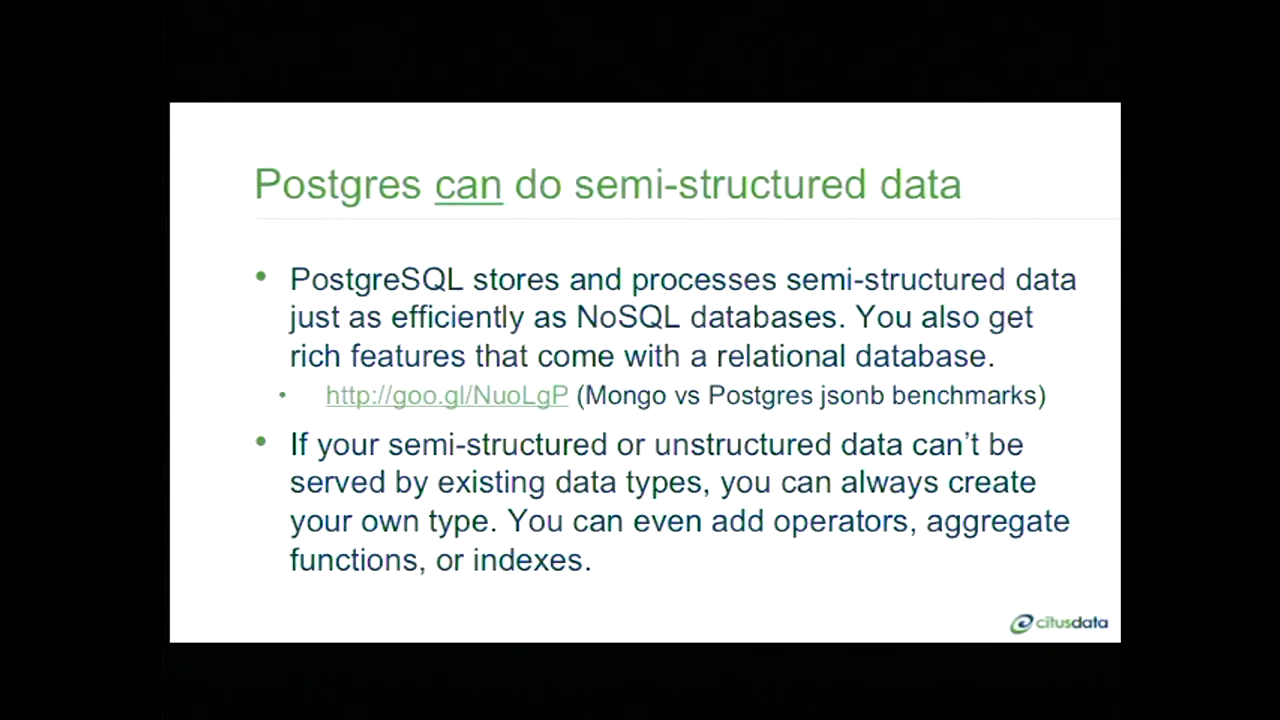 Postgres can do semi-structured data
• PostgreSQL stores and processes semi-structured data
just as efficiently as NoSQL databases. You also get
rich features that come with a relational database.
• http://goo.gl/NuoLgP (Mongo vs Postgres jsonb benchmarks)
• If your semi-structured or unstructured data can’t be
served by existing data types, you can always create
your own type. You can even add operators, aggregate
functions, or indexes.
citusdata